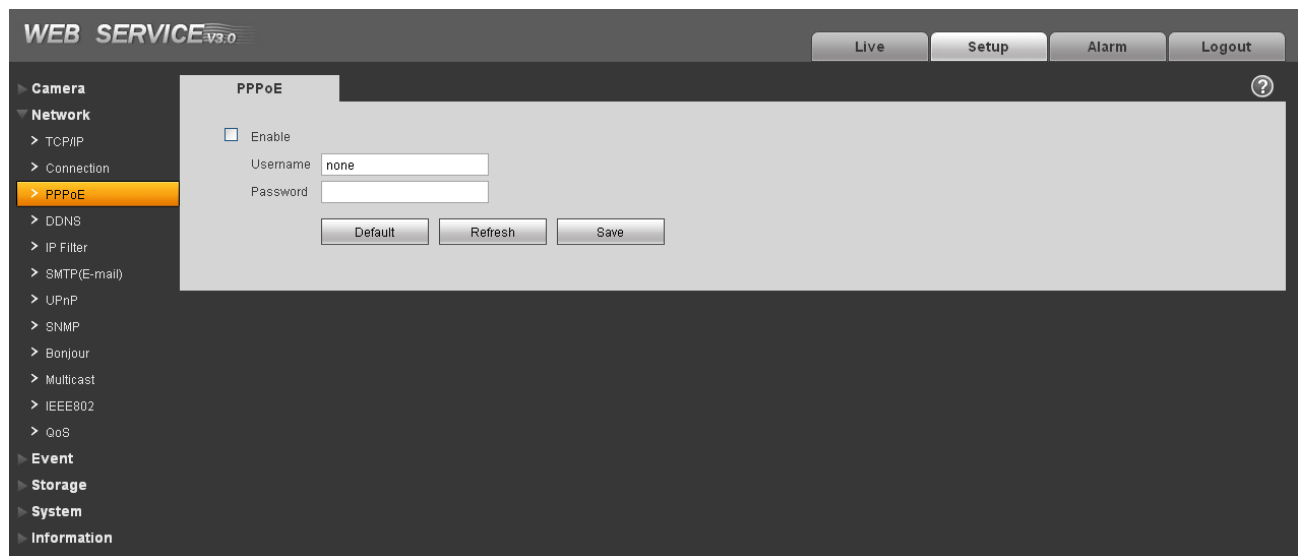 WEB SERVICE V3.0
Live Setup Alarm Logout
Camera
Network
> TCP/IP
> Connection
> PPPoE
> DDNS
> IP Filter
> SMTP(E-mail)
> UPnP
> SNMP
> Bonjour
> Multicast
> IEEE802
> QoS
Event
Storage
System
Information
PPPoE ?
Enable
Username none
Password
Default Refresh Save